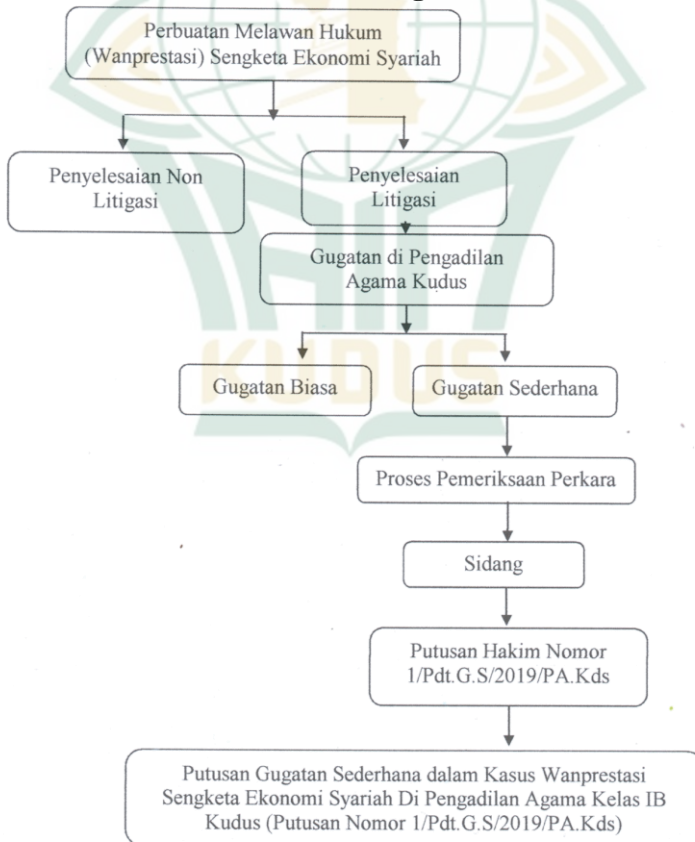 Perbuatan Melawan Hukum
(Wanprestasi) Sengketa Ekonomi Syariah
Penyelesaian Non
Litigasi
Penyelesaian
Litigasi
Gugatan di Pengadilan
Agama Kudus
Gugatan Biasa
Gugatan Sederhana
KUDUS
Proses Pemeriksaan Perkara
Sidang
Putusan Hakim Nomor
1/Pdt.G.S/2019/PA.Kds
Putusan Gugatan Sederhana dalam Kasus Wanprestasi
Sengketa Ekonomi Syariah Di Pengadilan Agama Kelas IB
Kudus (Putusan Nomor 1/Pdt.G.S/2019/PA.Kds)